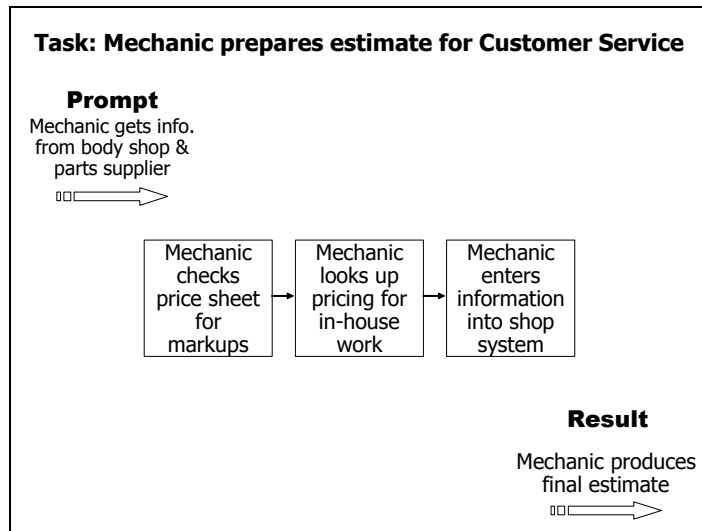 Task: Mechanic prepares estimate for Customer Service
Prompt
Mechanic gets info.
from body shop &
parts supplier
Mechanic
checks
price sheet
for
markups
Mechanic
looks up
pricing for
in-house
work
Mechanic
enters
information
into shop
system
Result
Mechanic produces
final estimate